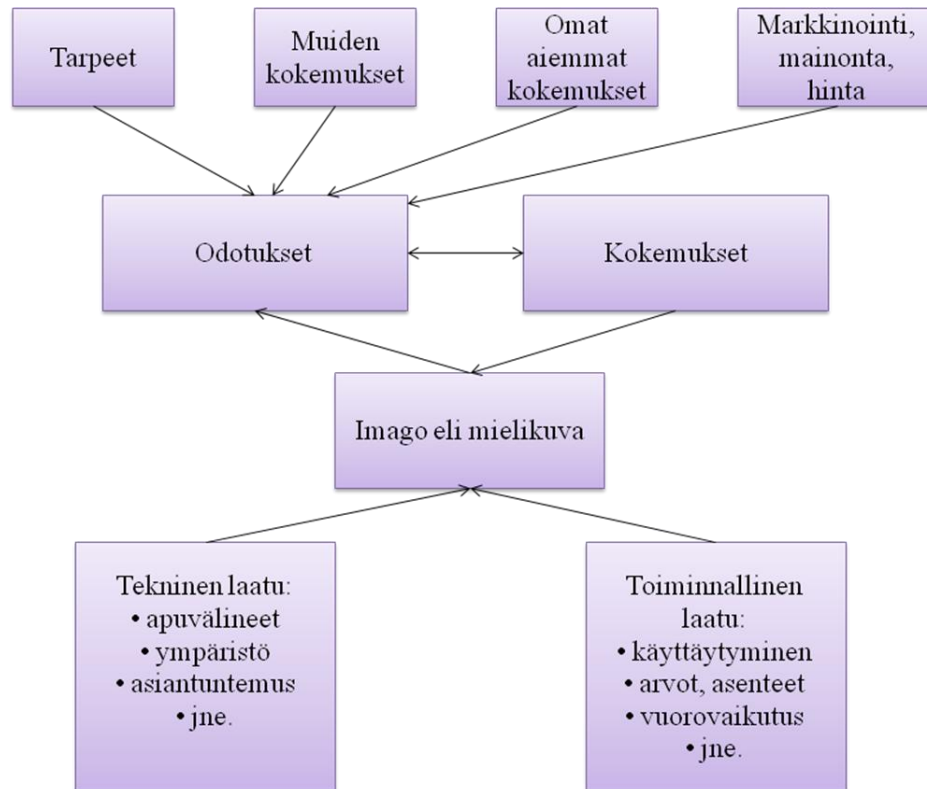 Tarpeet
Muiden
kokemukset
Omat
aiemmat
kokemukset
Markkinointi,
mainonta,
hinta
Odotukset
Kokemukset
Imago eli mielikuva
Tekninen laatu:
• apuvälineet
• ympäristö
• asiantuntemus
• jne.
Toiminnallinen
laatu:
• käyttäytyminen
• arvot, asenteet
• vuorovaikutus
• jne.